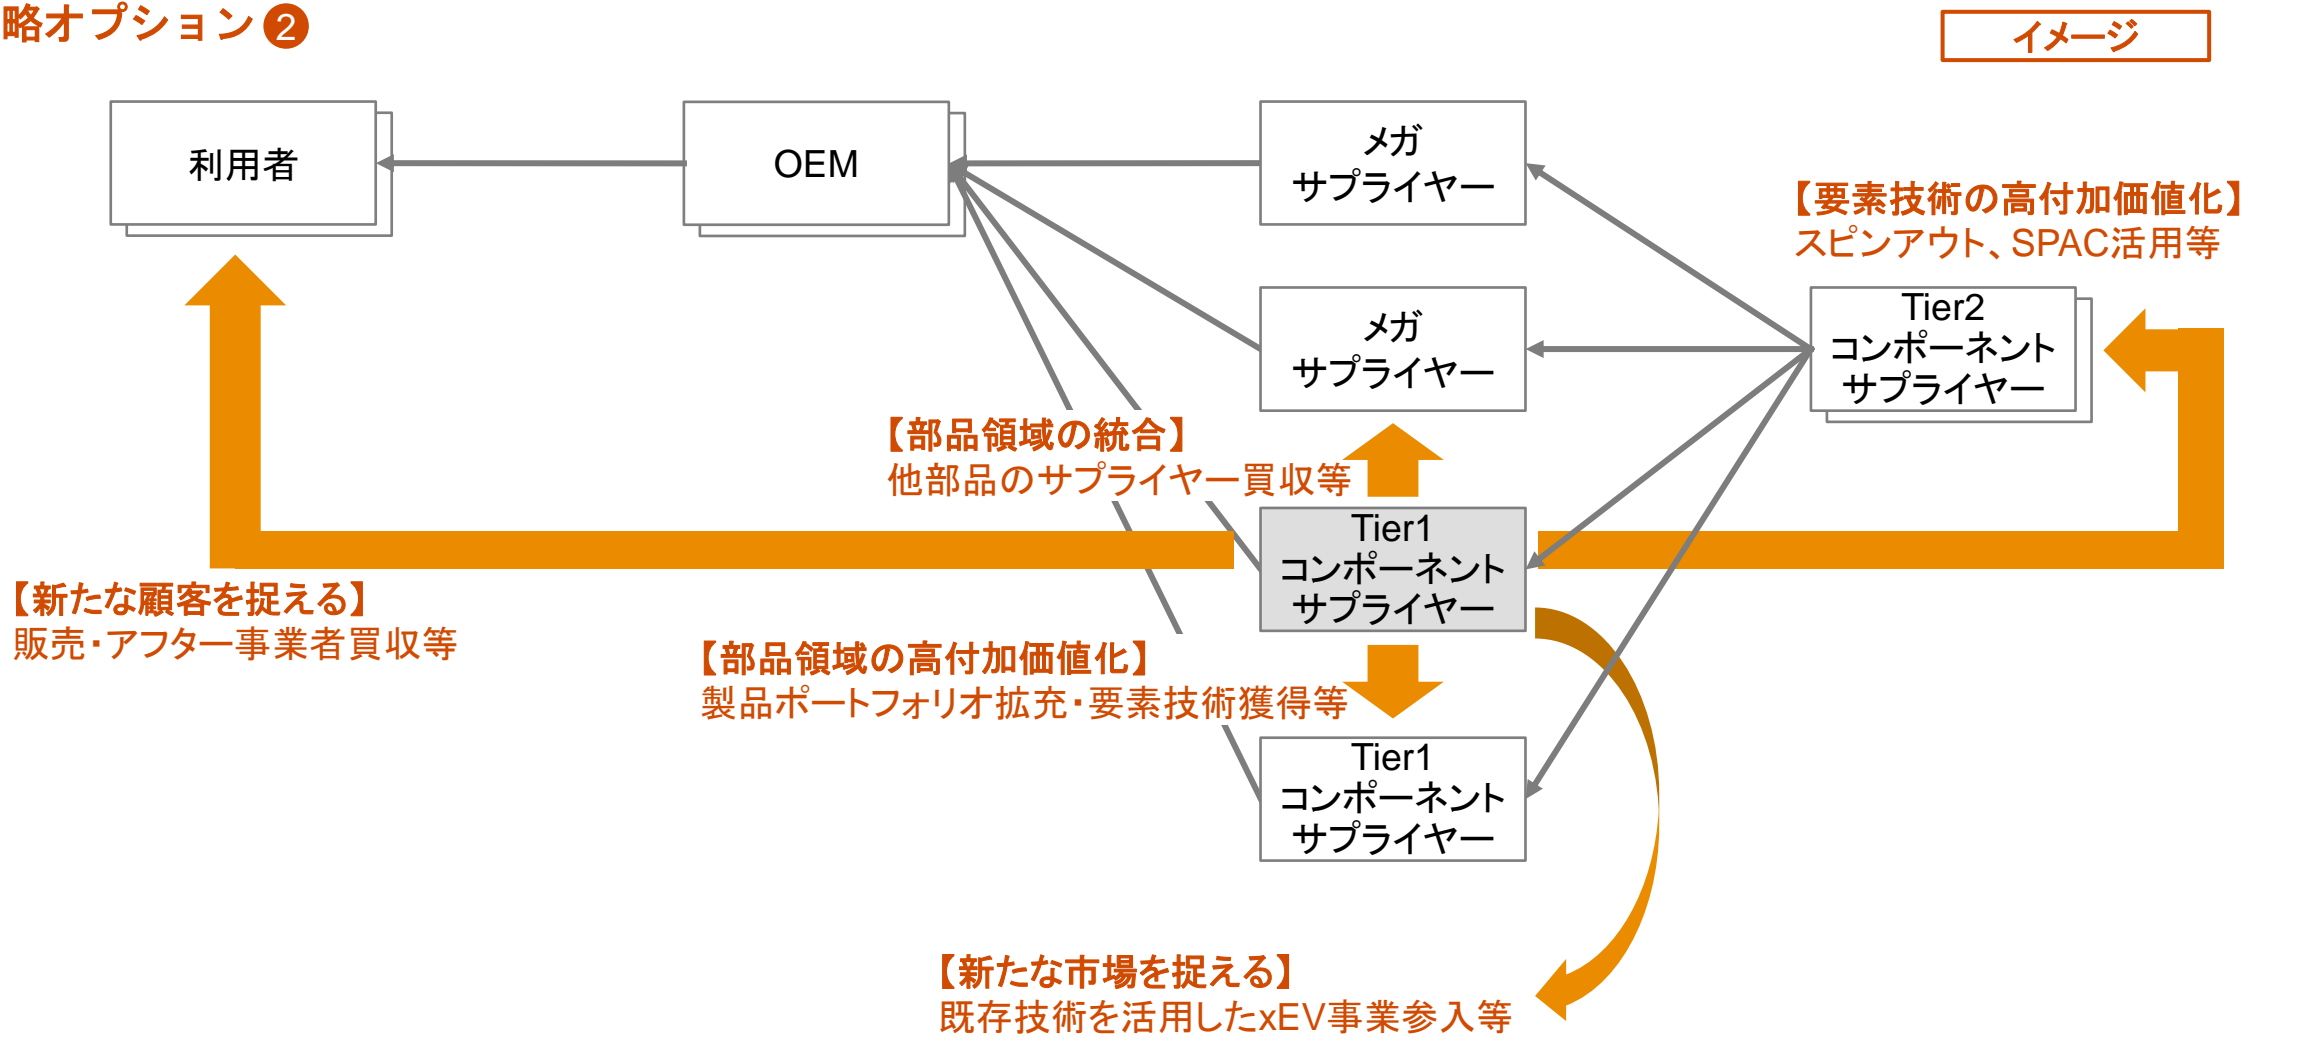 略オプション❷
イメージ
利用者
OEM
メガ
サプライヤー
【要素技術の高付加価値化】
スピンアウト、SPAC活用等
メガ
サプライヤー
Tier2
コンポーネント
サプライヤー
【部品領域の統合】
他部品のサプライヤー買収等
Tier1
コンポーネント
サプライヤー
【新たな顧客を捉える】
販売・アフター事業者買収等
【部品領域の高付加価値化】
製品ポートフォリオ拡充・要素技術獲得等
Tier1
コンポーネント
サプライヤー
【新たな市場を捉える】
既存技術を活用したxEV事業参入等